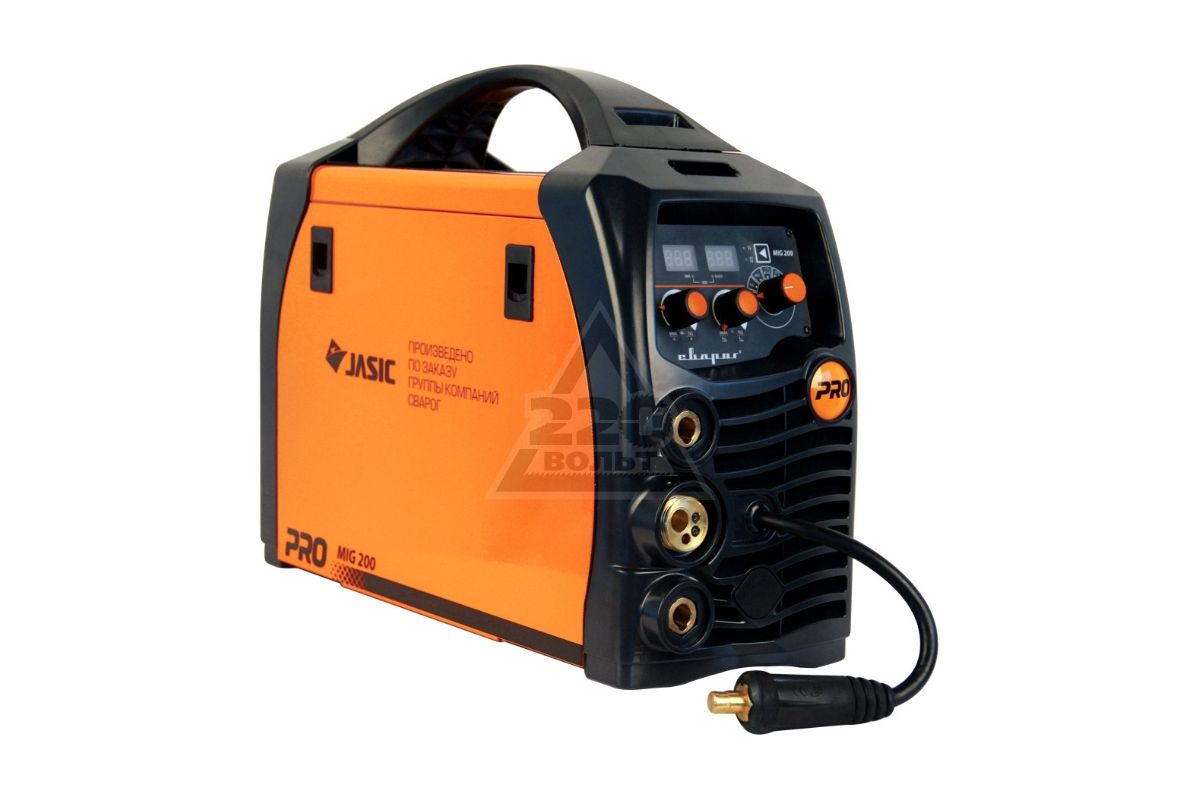 JASIC
ПРОИЗВЕДЕНО
ПО ЗАКАЗУ
ГРУППЫ КОМПАНИЙ
СВАРОГ
PRO MIG 200
MIG 200
сварог
PRO
220
ВОЛЬТ